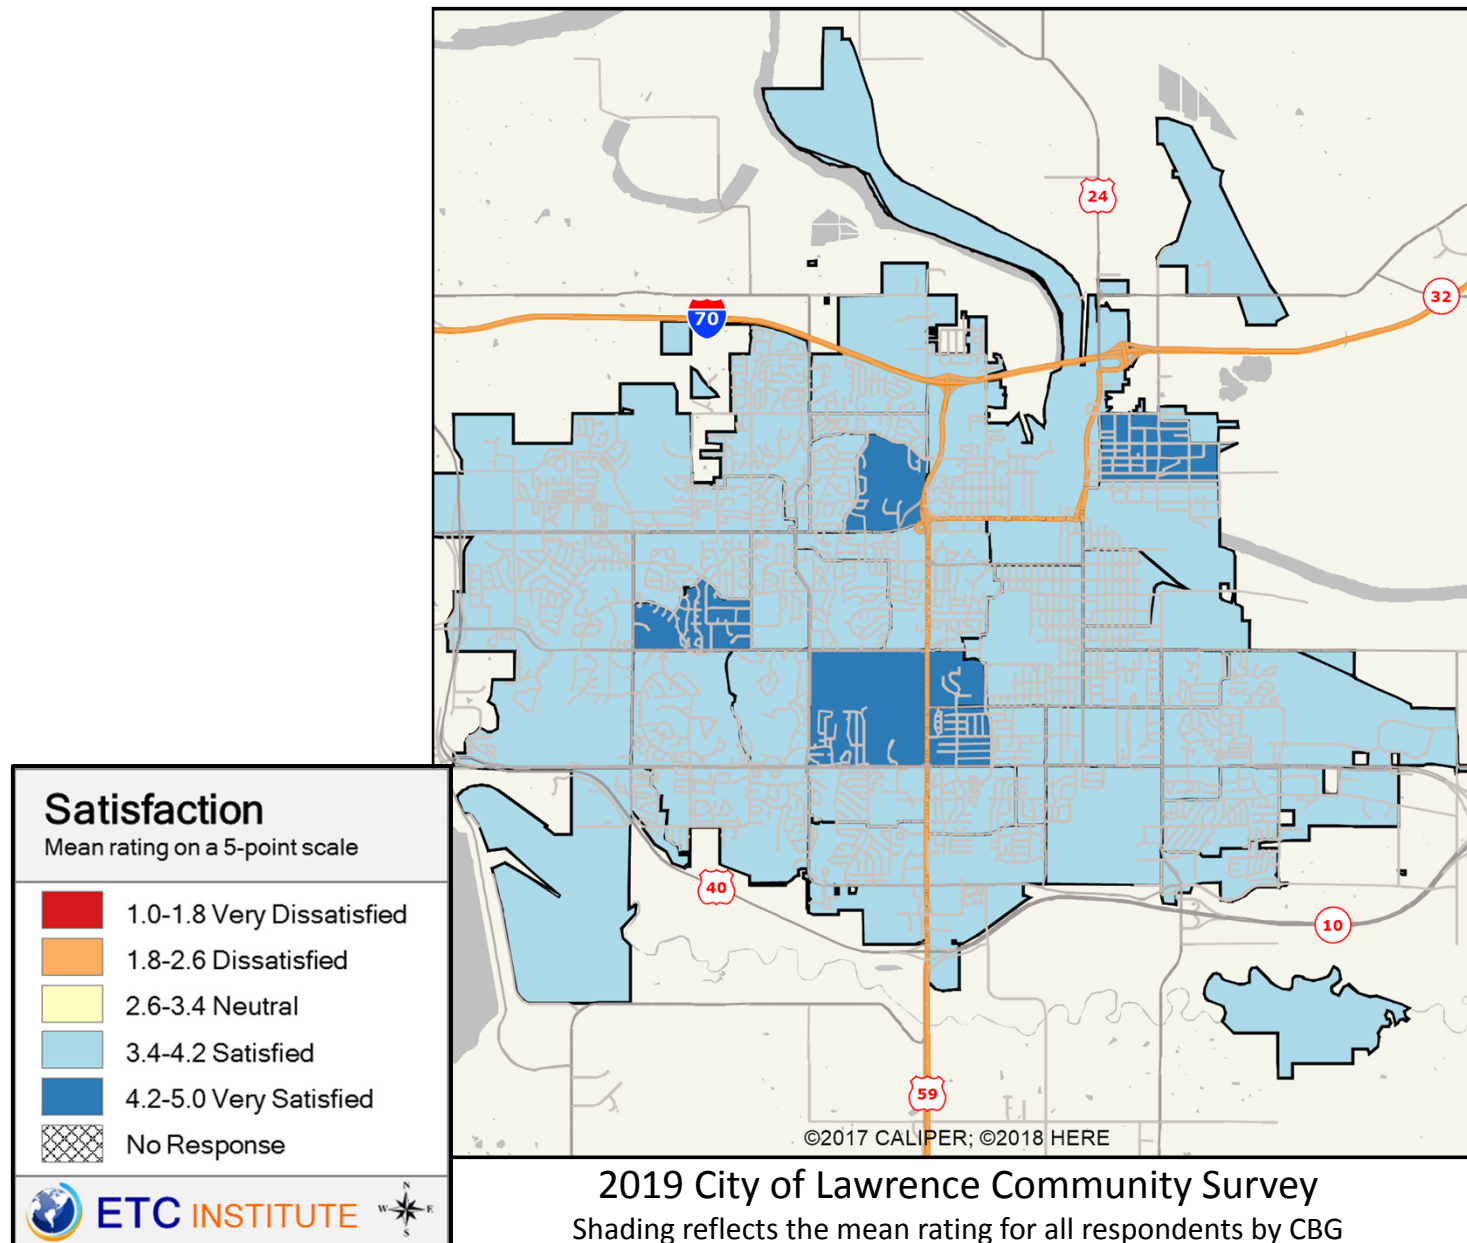 24
32
70
40
10
59
©2017 CALIPER; ©2018 HERE
Satisfaction
Mean rating on a 5-point scale
1.0-1.8 Very Dissatisfied
1.8-2.6 Dissatisfied
2.6-3.4 Neutral
3.4-4.2 Satisfied
4.2-5.0 Very Satisfied
No Response
ETC INSTITUTE
N
W E
S
2019 City of Lawrence Community Survey
Shading reflects the mean rating for all respondents by CBG